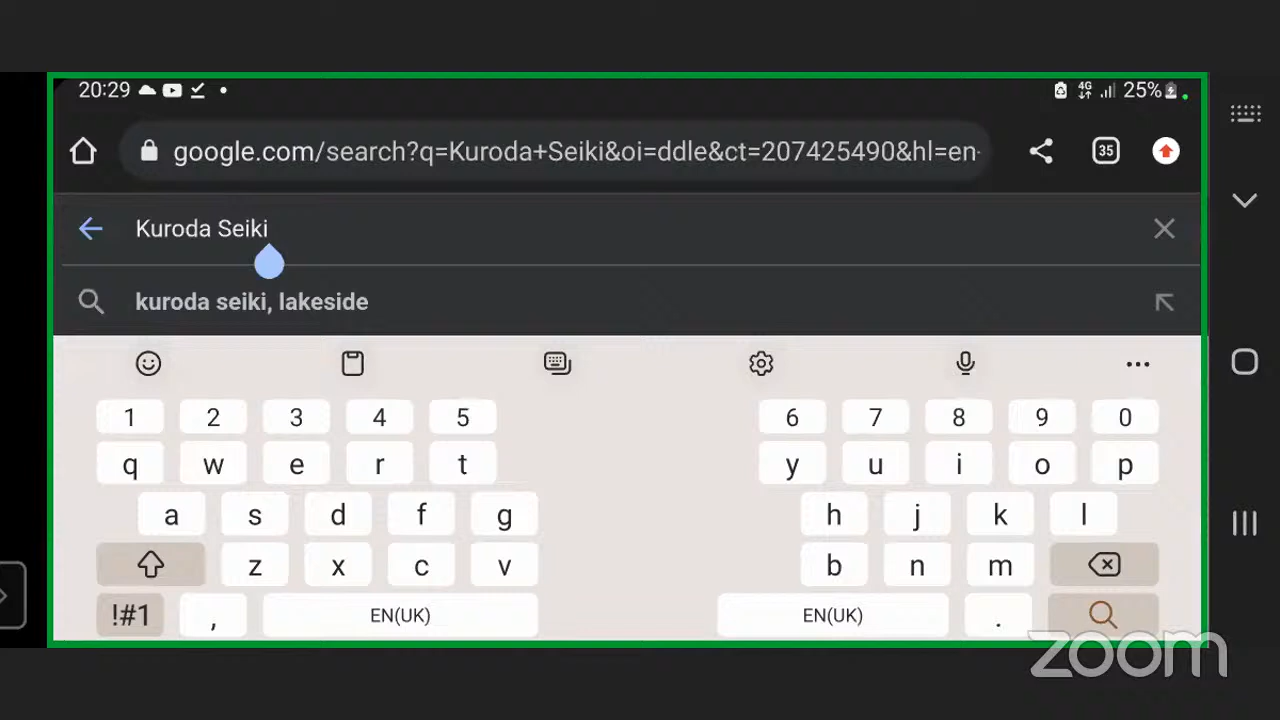 20:29 4G 25%
google.com/search?q=Kuroda+Seiki&oi=ddle&ct=207425490&hl=en-
35
Kuroda Seiki
kuroda seiki, lakeside
1 2 3 4 5 6 7 8 9 0
q w e r t y u i o p
a s d f g h j k l
z x c v b n m
!#1 , EN(UK) EN(UK) .
zoom